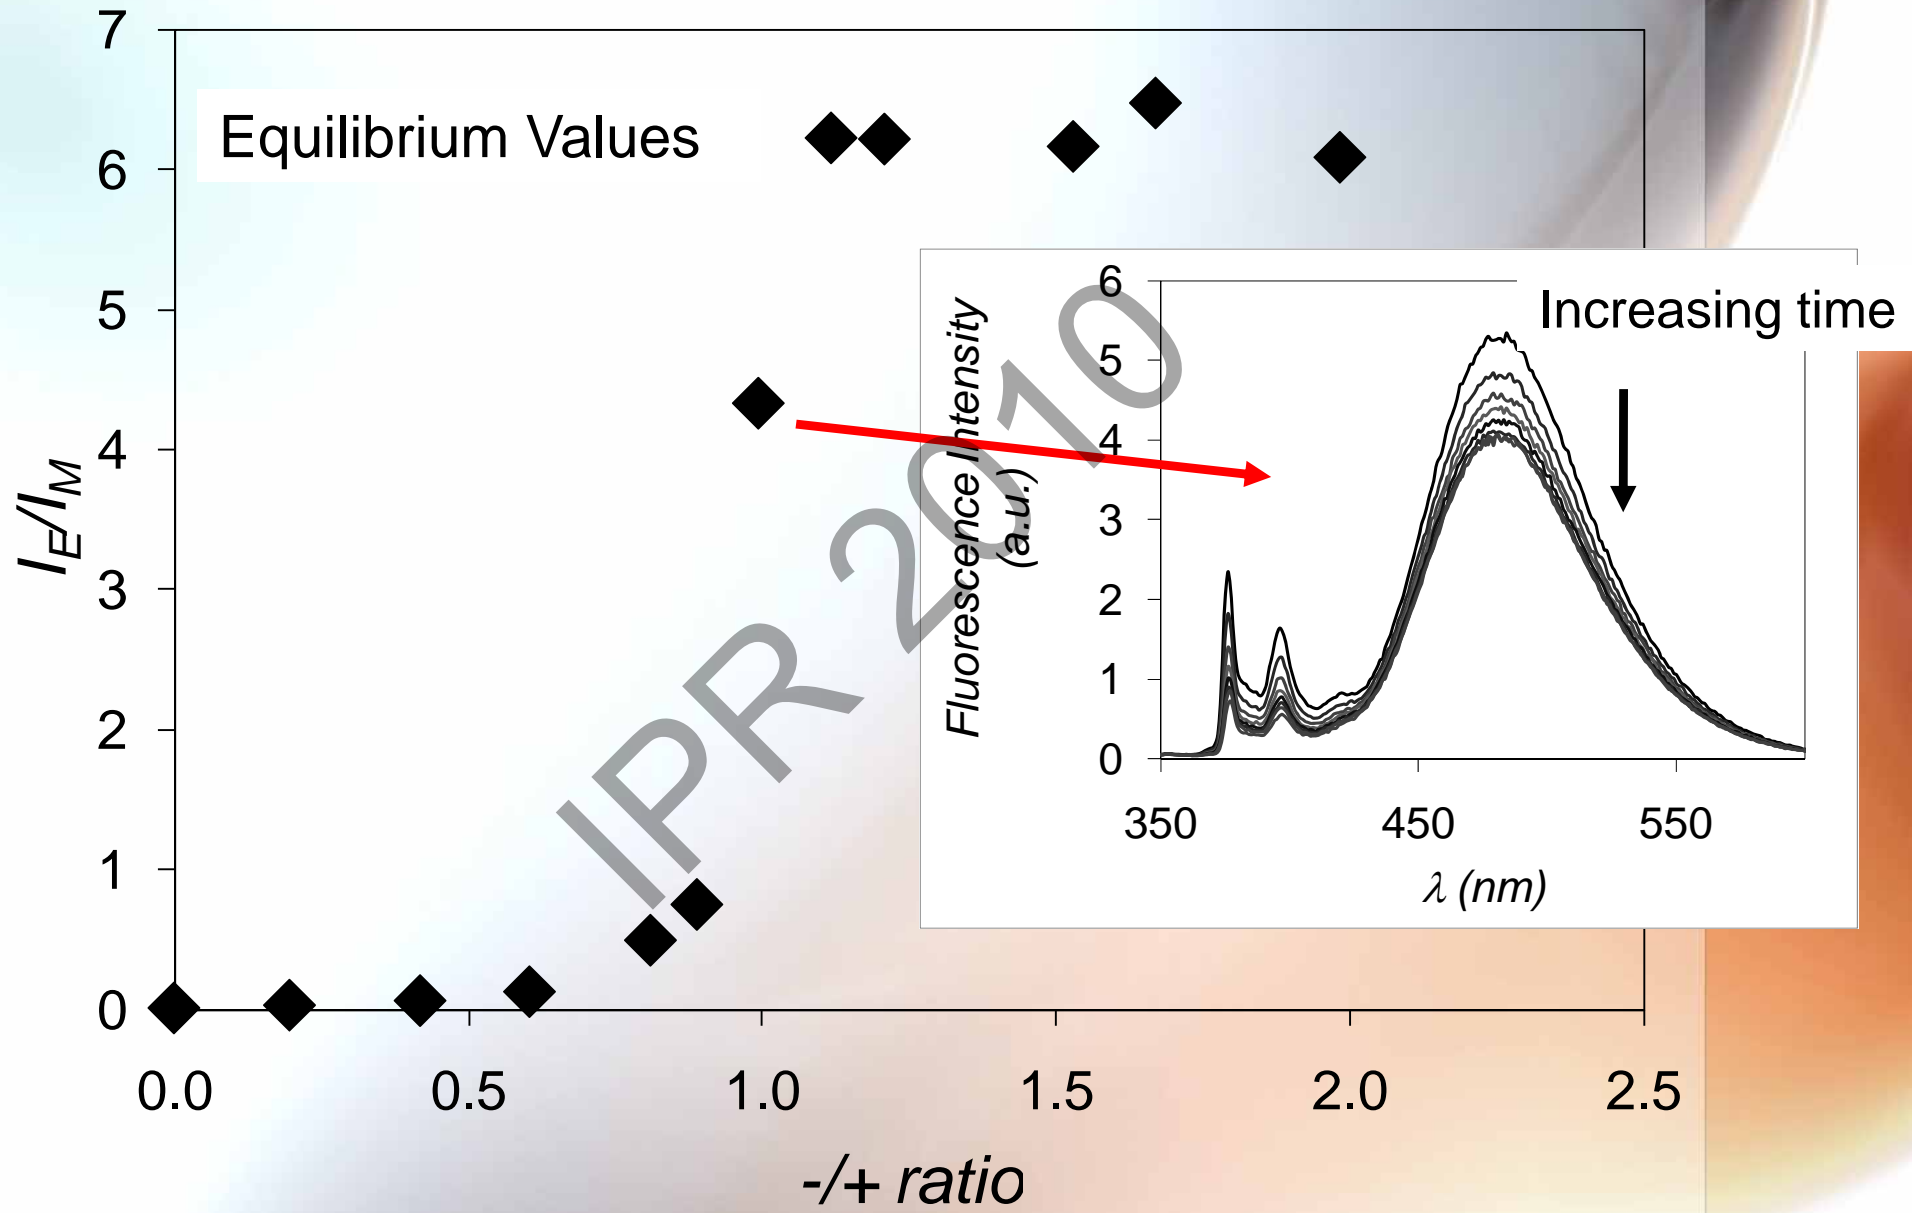 7
6
5
4
3
2
1
0
I_E/I_M
Equilibrium Values
0.0 0.5 1.0 1.5 2.0 2.5
-/+ ratio
Increasing time
6
5
4
3
2
1
0
Fluorescence Intensity
(a.u.)
350 450 550
λ (nm)
IPR 2010